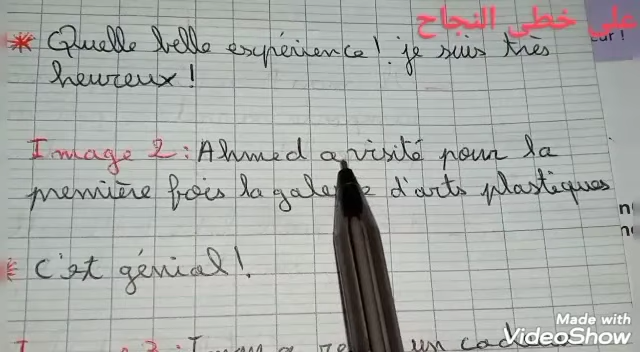 على خطى النجاح
* Quelle belle expérience! je suis très
heureux!
Image 2: Ahmed a visité pour la
première fois la d'arts plastiques
C'est génial!
un
Made with
VideoShow